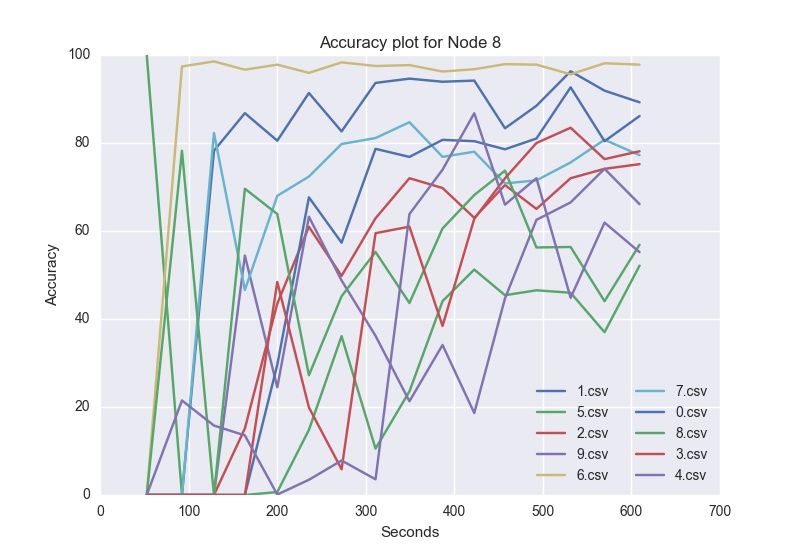 Accuracy plot for Node 8
100
80
60
40
20
0
Accuracy
0 100 200 300 400 500 600 700
Seconds
1.csv 7.csv
5.csv 0.csv
2.csv 8.csv
9.csv 3.csv
6.csv 4.csv